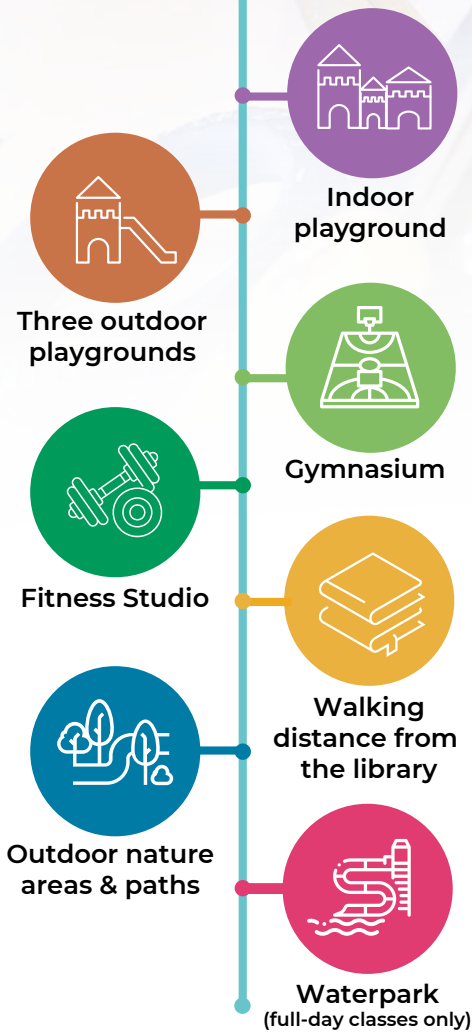 Indoor
playground
Three outdoor
playgrounds
Gymnasium
Fitness Studio
Walking
distance from
the library
Outdoor nature
areas & paths
Waterpark
(full-day classes only)